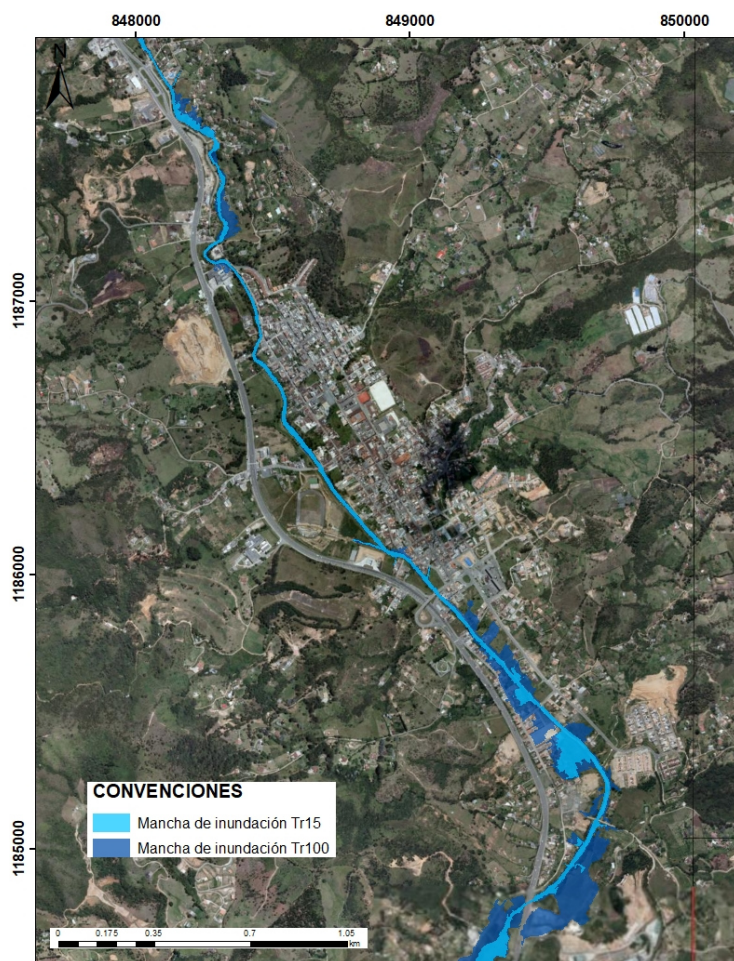 848000 849000 850000
N
1187000
1186000
1185000
CONVENCIONES
Mancha de inundación Tr15
Mancha de inundación Tr100
0 0.175 0.35 0.7 1.05
km